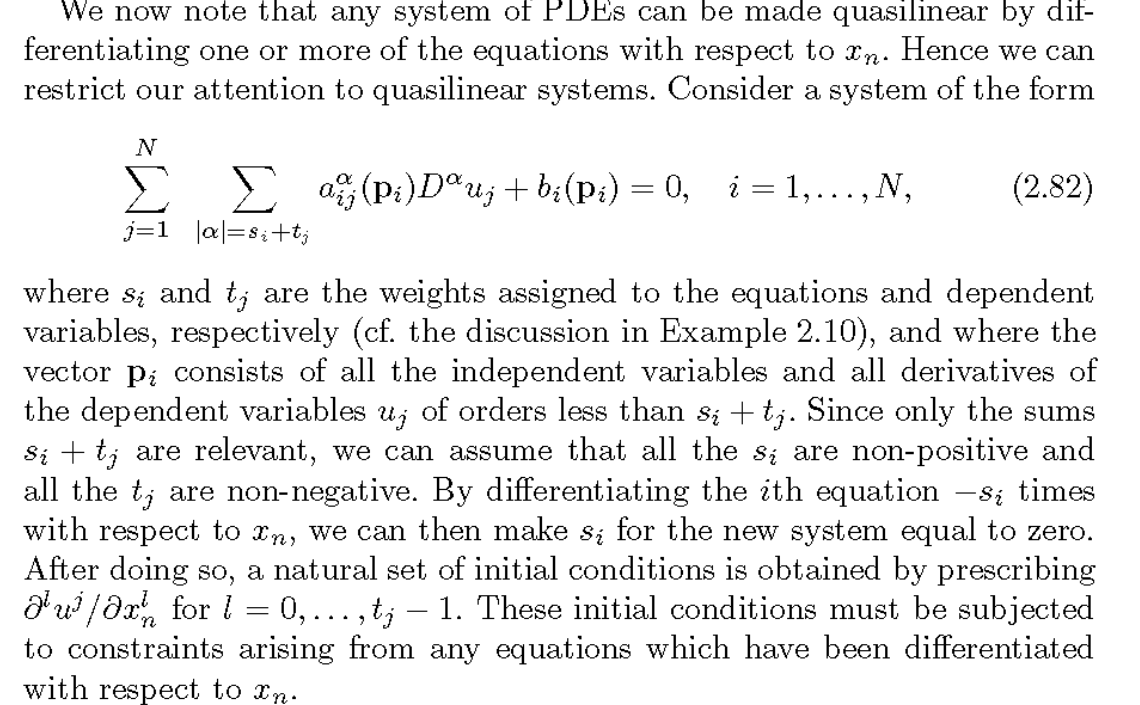 We now note that any system of PDEs can be made quasilinear by dif-
ferentiating one or more of the equations with respect to xₙ. Hence we can
restrict our attention to quasilinear systems. Consider a system of the form
∑_{j=1}^{N} ∑_{|α|=s_i+t_j} a_{ij}^{α}(𝐩_i)D^{α}u_j + b_i(𝐩_i) = 0, i = 1, . . . , N, (2.82)
where s_i and t_j are the weights assigned to the equations and dependent
variables, respectively (cf. the discussion in Example 2.10), and where the
vector 𝐩_i consists of all the independent variables and all derivatives of
the dependent variables u_j of orders less than s_i + t_j. Since only the sums
s_i + t_j are relevant, we can assume that all the s_i are non-positive and
all the t_j are non-negative. By differentiating the ith equation −s_i times
with respect to xₙ, we can then make s_i for the new system equal to zero.
After doing so, a natural set of initial conditions is obtained by prescribing
∂^{l}u^{j}/∂x_n^{l} for l = 0, . . . , t_j − 1. These initial conditions must be subjected
to constraints arising from any equations which have been differentiated
with respect to xₙ.